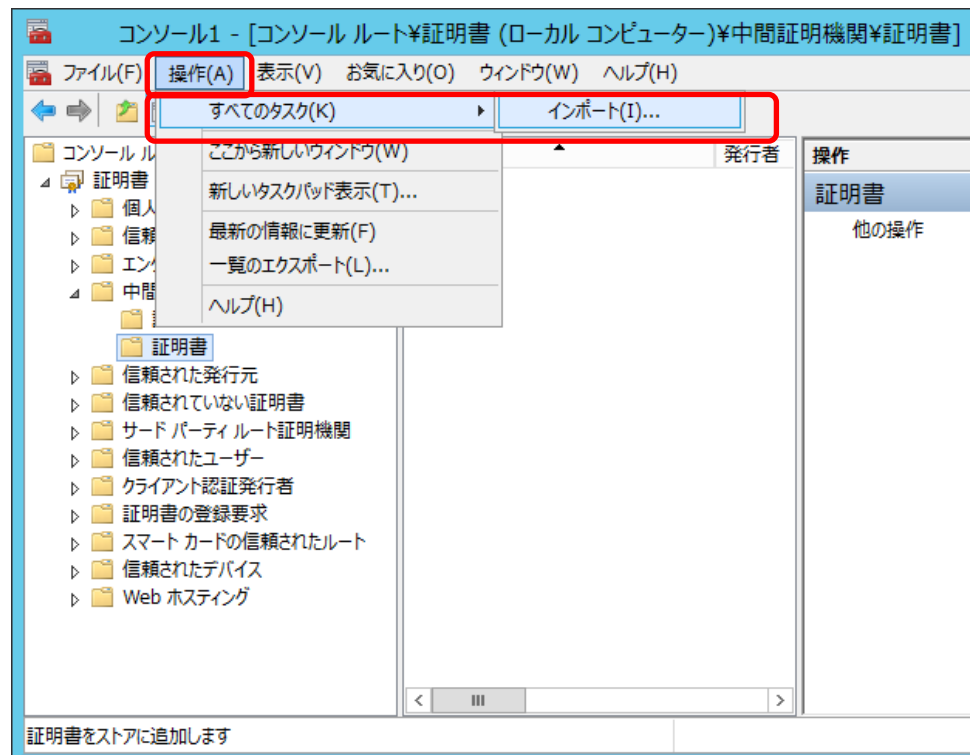 コンソール1 - [コンソール ルート¥証明書 (ローカル コンピューター)¥中間証明機関¥証明書]
ファイル(F) 操作(A) 表示(V) お気に入り(O) ウィンドウ(W) ヘルプ(H)
すべてのタスク(K) インポート(I)...
ここから新しいウィンドウ(W)
新しいタスクパッド表示(T)...
最新の情報に更新(F)
一覧のエクスポート(L)...
ヘルプ(H)
発行者
操作
証明書
他の操作
コンソール ル
証明書
個人
信頼
エン
中間
証明書
信頼された発行元
信頼されていない証明書
サード パーティ ルート証明機関
信頼されたユーザー
クライアント認証発行者
証明書の登録要求
スマート カードの信頼されたルート
信頼されたデバイス
Web ホスティング
証明書をストアに追加します